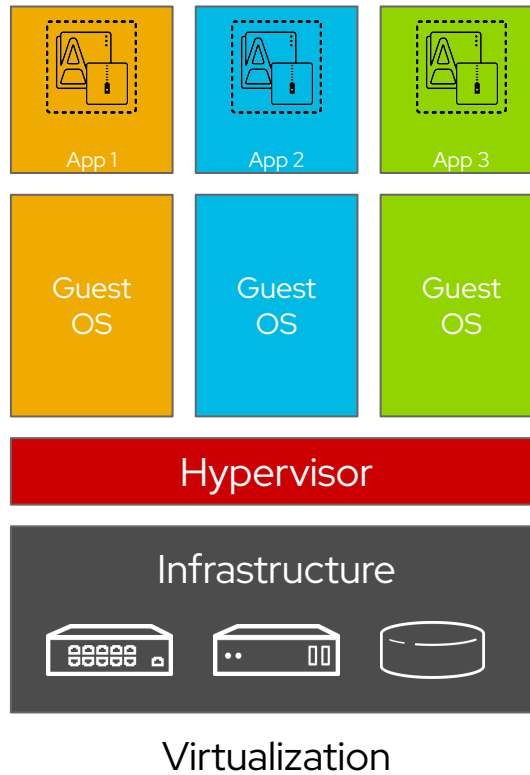 App 1
App 2
App 3
Guest
OS
Guest
OS
Guest
OS
Hypervisor
Infrastructure
Virtualization